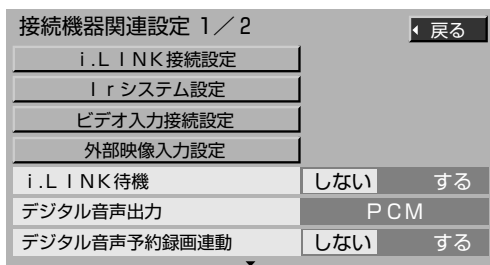 接続機器関連設定 1／2
戻る
i.LINK接続設定
Irシステム設定
ビデオ入力接続設定
外部映像入力設定
i.LINK待機 しない する
デジタル音声出力 PCM
デジタル音声予約録画連動 しない する